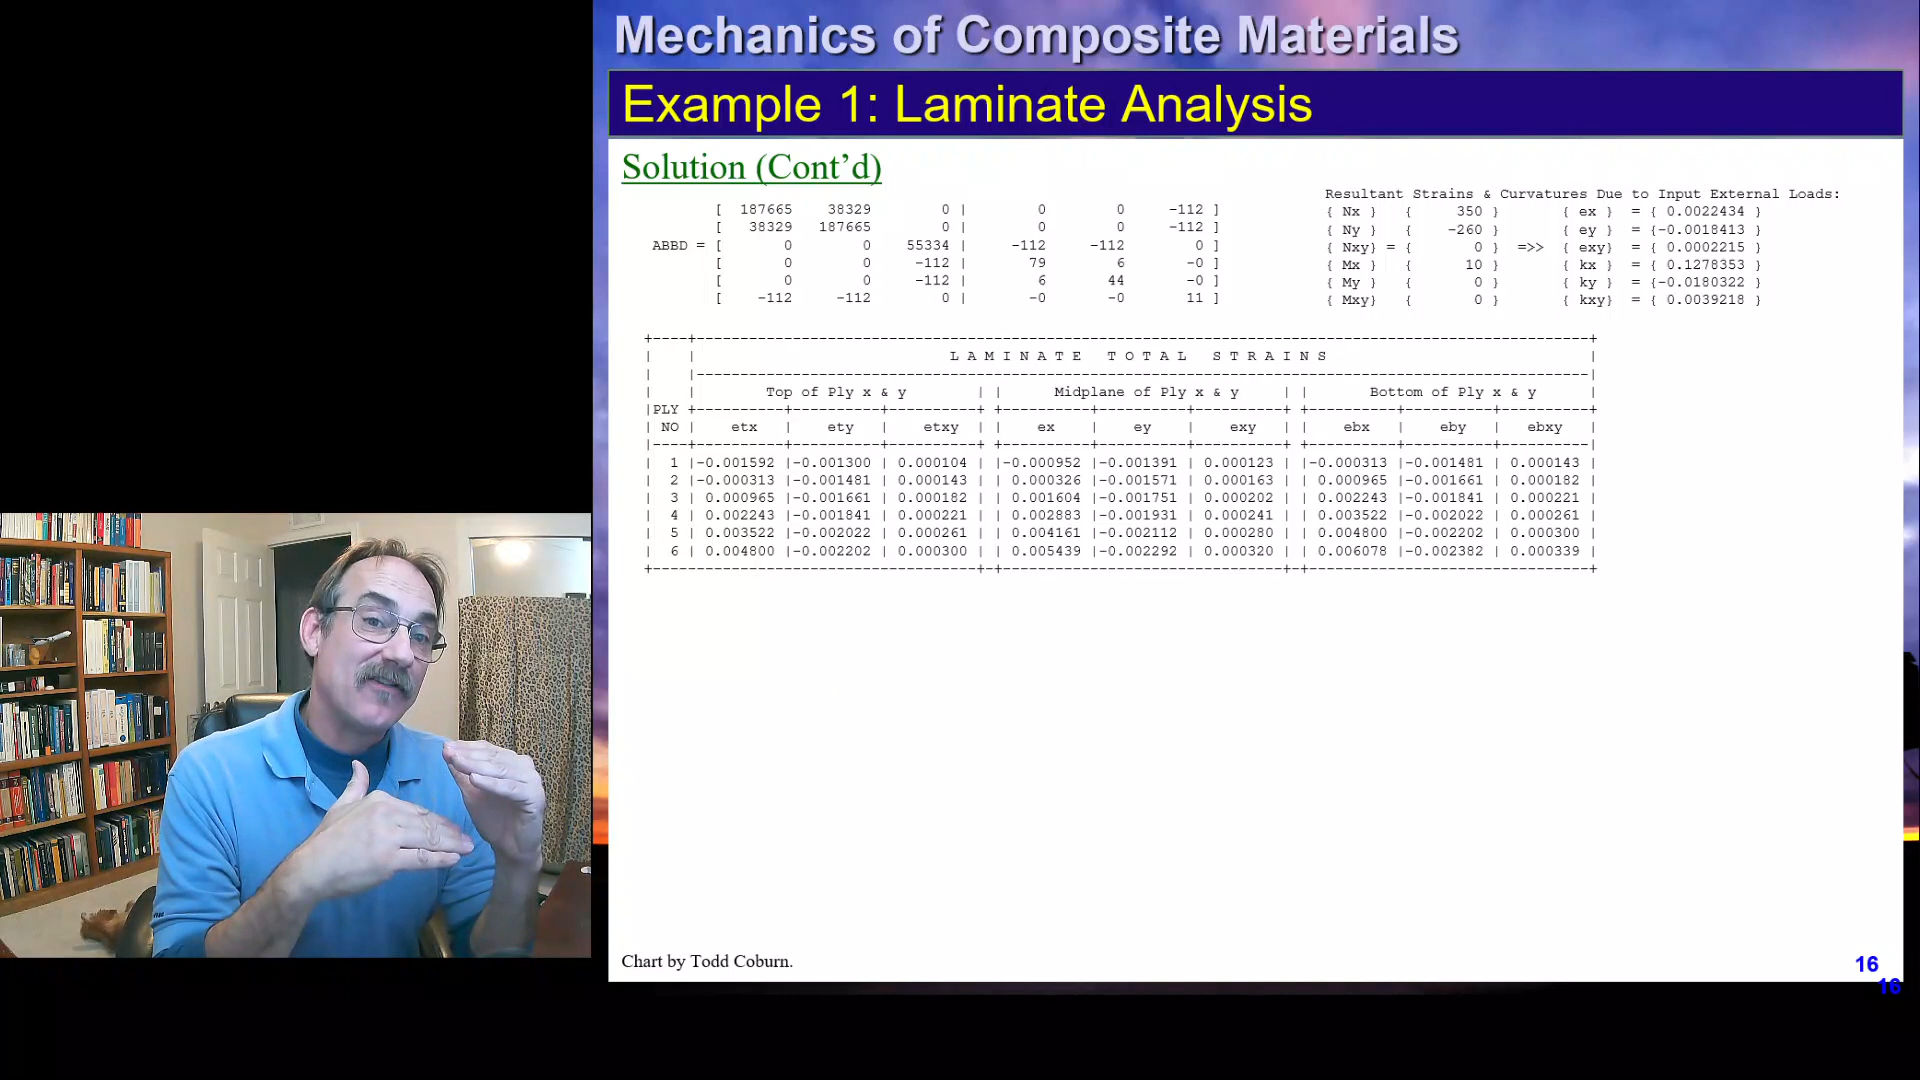 Mechanics of Composite Materials
Example 1: Laminate Analysis
Solution (Cont’d)
[ 187665 38329 0 | 0 0 -112 ]
[ 38329 187665 0 | 0 0 -112 ]
ABBD = [ 0 0 55334 | -112 -112 0 ]
[ 0 0 -112 | 79 6 -0 ]
[ 0 0 -112 | 6 44 -0 ]
[ -112 -112 0 | -0 -0 11 ]
Resultant Strains & Curvatures Due to Input External Loads:
{ Nx } { 350 } { ex } = { 0.0022434 }
{ Ny } { -260 } { ey } = {-0.0018413 }
{ Nxy} = { 0 } =>> { exy} = { 0.0002215 }
{ Mx } { 10 } { kx } = { 0.1278353 }
{ My } { 0 } { ky } = {-0.0180322 }
{ Mxy} { 0 } { kxy} = { 0.0039218 }
L A M I N A T E T O T A L S T R A I N S
Top of Ply x & y | | Midplane of Ply x & y | | Bottom of Ply x & y
PLY
NO | etx | ety | etxy | | ex | ey | exy | | ebx | eby | ebxy |
| 1 |-0.001592 |-0.001300 | 0.000104 | |-0.000952 |-0.001391 | 0.000123 | |-0.000313 |-0.001481 | 0.000143 |
| 2 |-0.000313 |-0.001481 | 0.000143 | | 0.000326 |-0.001571 | 0.000163 | | 0.000965 |-0.001661 | 0.000182 |
| 3 | 0.000965 |-0.001661 | 0.000182 | | 0.001604 |-0.001751 | 0.000202 | | 0.002243 |-0.001841 | 0.000221 |
| 4 | 0.002243 |-0.001841 | 0.000221 | | 0.002883 |-0.001931 | 0.000241 | | 0.003522 |-0.002022 | 0.000261 |
| 5 | 0.003522 |-0.002022 | 0.000261 | | 0.004161 |-0.002112 | 0.000280 | | 0.004800 |-0.002202 | 0.000300 |
| 6 | 0.004800 |-0.002202 | 0.000300 | | 0.005439 |-0.002292 | 0.000320 | | 0.006078 |-0.002382 | 0.000339 |
Chart by Todd Coburn.
16
16